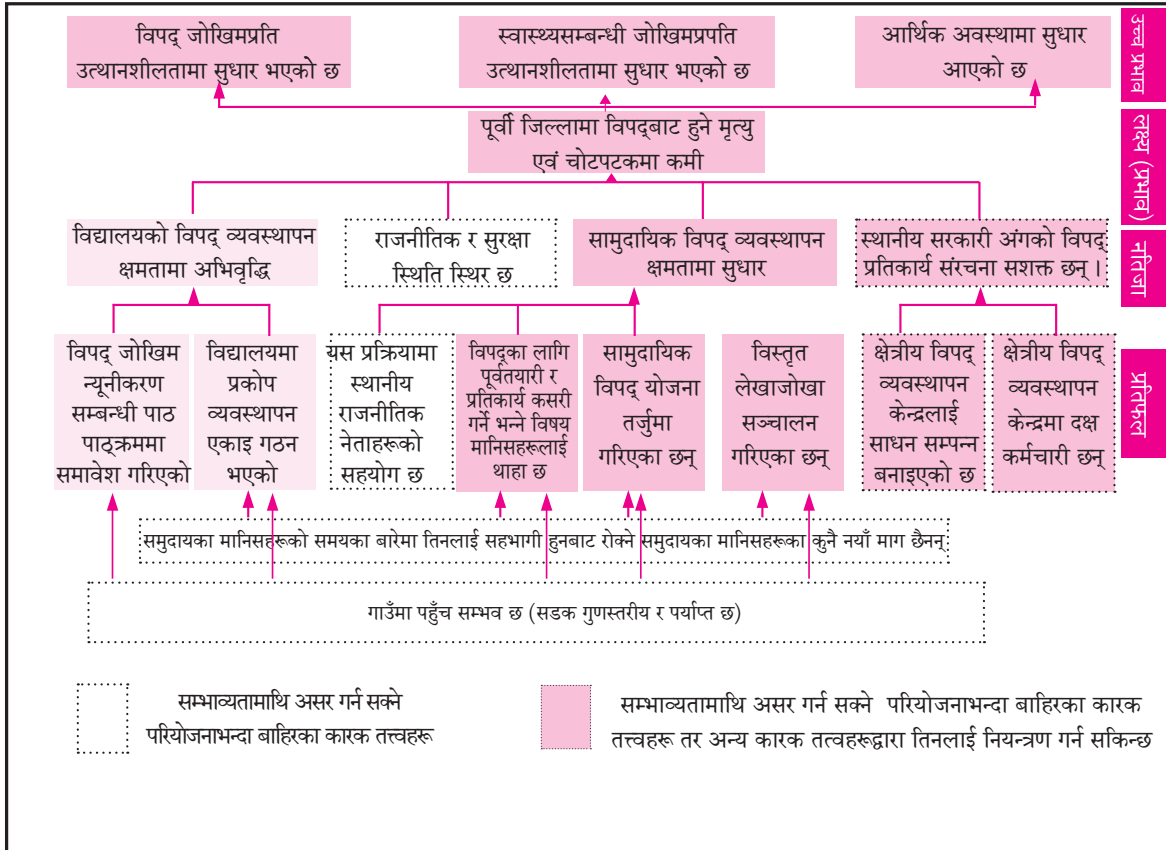 विपद् जोखिमप्रति
उत्थानशीलतामा सुधार भएको छ
स्वास्थ्यसम्बन्धी जोखिमप्रपति
उत्थानशीलतामा सुधार भएको छ
आर्थिक अवस्थामा सुधार
आएको छ
उच्च प्रभाव
पूर्वी जिल्लामा विपद्बाट हुने मृत्यु
एवं चोटपटकमा कमी
लक्ष्य (प्रभाव)
विद्यालयको विपद् व्यवस्थापन
क्षमतामा अभिवृद्धि
राजनीतिक र सुरक्षा
स्थिति स्थिर छ
सामुदायिक विपद् व्यवस्थापन
क्षमतामा सुधार
स्थानीय सरकारी अंगको विपद्
प्रतिकार्य संरचना सशक्त छन् ।
नतिजा
विपद् जोखिम
न्यूनीकरण
सम्बन्धी पाठ
पाठ्क्रममा
समावेश गरिएको
विद्यालयमा
प्रकोप
व्यवस्थापन
एकाइ गठन
भएको
यस प्रक्रियामा
स्थानीय
राजनीतिक
नेताहरूको
सहयोग छ
विपद्का लागि
पूर्वतयारी र
प्रतिकार्य कसरी
गर्ने भन्ने विषय
मानिसहरूलाई
थाहा छ
सामुदायिक
विपद् योजना
तर्जुमा
गरिएका छन्
विस्तृत
लेखाजोखा
सञ्चालन
गरिएका छन्
क्षेत्रीय विपद्
व्यवस्थापन
केन्द्रलाई
साधन सम्पन्न
बनाइएको छ
क्षेत्रीय विपद्
व्यवस्थापन
केन्द्रमा दक्ष
कर्मचारी छन्
प्रतिफल
समुदायका मानिसहरूको समयका बारेमा तिनलाई सहभागी हुनबाट रोक्ने समुदायका मानिसहरूका कुनै नयाँ माग छैनन्
गाउँमा पहुँच सम्भव छ (सडक गुणस्तरीय र पर्याप्त छ)
सम्भाव्यतामाथि असर गर्न सक्ने
परियोजनाभन्दा बाहिरका कारक तत्त्वहरू
सम्भाव्यतामाथि असर गर्न सक्ने परियोजनाभन्दा बाहिरका कारक
तत्त्वहरू तर अन्य कारक तत्वहरूद्वारा तिनलाई नियन्त्रण गर्न सकिन्छ